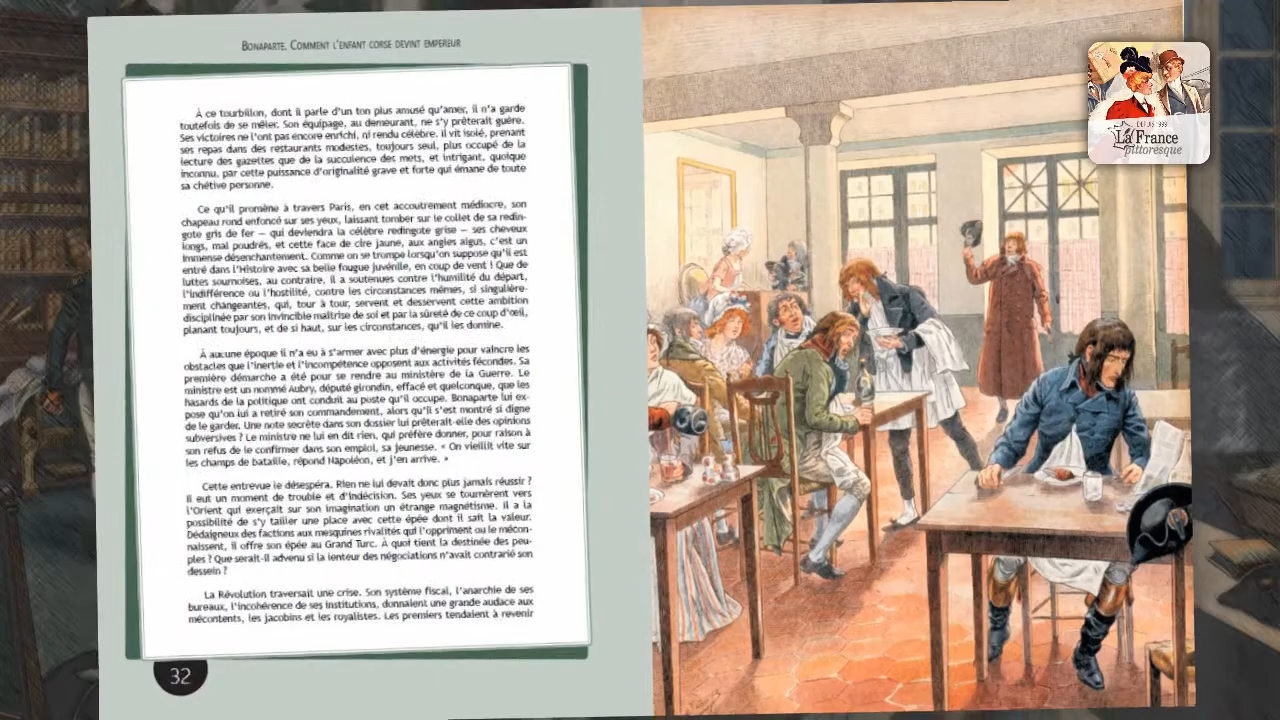 BONAPARTE. COMMENT L'ENFANT CORSE DEVINT EMPEREUR
À ce tourbillon, dont il parle d'un ton plus amusé qu'amer, il n'a garde
toutefois de se mêler. Son équipage, au demeurant, ne s'y prêterait guère.
Ses victoires ne l'ont pas encore enrichi, ni rendu célèbre. Il vit isolé, prenant
ses repas dans des restaurants modestes, toujours seul, plus occupé de la
lecture des gazettes que de la succulence des mets, et intrigant, quoique
inconnu, par cette puissance d'originalité grave et forte qui émane de toute
sa chétive personne.
Ce qu'il promène à travers Paris, en cet accoutrement médiocre, son
chapeau rond enfoncé sur ses yeux, laissant tomber sur le collet de sa redin-
gote gris de fer — qui deviendra la célèbre redingote grise — ses cheveux
longs, mal poudrés, et cette face de cire jaune, aux angles aigus, c'est un
immense désenchantement. Comme on se trompe lorsqu'on suppose qu'il est
entré dans l'Histoire avec sa belle fougue juvénile, en coup de vent ! Que de
luttes sournoises, au contraire, il a soutenues contre l'humilité du départ,
l'indifférence ou l'hostilité, contre les circonstances mêmes, si singulière-
ment changeantes, qui, tour à tour, servent et desservent cette ambition
disciplinée par son invincible maîtrise de soi et par la sûreté de ce coup d'œil,
planant toujours, et de si haut, sur les circonstances, qu'il les domine.
À aucune époque il n'a eu à s'armer avec plus d'énergie pour vaincre les
obstacles que l'inertie et l'incompétence opposent aux activités fécondes. Sa
première démarche a été pour se rendre au ministère de la Guerre. Le
ministre est un nommé Aubry, député girondin, effacé et quelconque, que les
hasards de la politique ont conduit au poste qu'il occupe. Bonaparte lui ex-
pose qu'on lui a retiré son commandement, alors qu'il s'est montré si digne
de le garder. Une note secrète dans son dossier lui prêterait-elle des opinions
subversives ? Le ministre ne lui en dit rien, qui préfère donner, pour raison à
son refus de le confirmer dans son emploi, sa jeunesse. « On vieillit vite sur
les champs de bataille, répond Napoléon, et j'en arrive. »
Cette entrevue le désespéra. Rien ne lui devait donc plus jamais réussir ?
Il eut un moment de trouble et d'indécision. Ses yeux se tournèrent vers
l'Orient qui exerçait sur son imagination un étrange magnétisme. Il a la
possibilité de s'y tailler une place avec cette épée dont il sait la valeur.
Dédaigneux des factions aux mesquines rivalités qui l'oppriment ou le mécon-
naissent, il offre son épée au Grand Turc. À quoi tient la destinée des peu-
ples ? Que serait-il advenu si la lenteur des négociations n'avait contrarié son
dessein ?
La Révolution traversait une crise. Son système fiscal, l'anarchie de ses
bureaux, l'incohérence de ses institutions, donnaient une grande audace aux
mécontents, les jacobins et les royalistes. Les premiers tendaient à revenir
32
DEPUIS 1999
La France
pittoresque